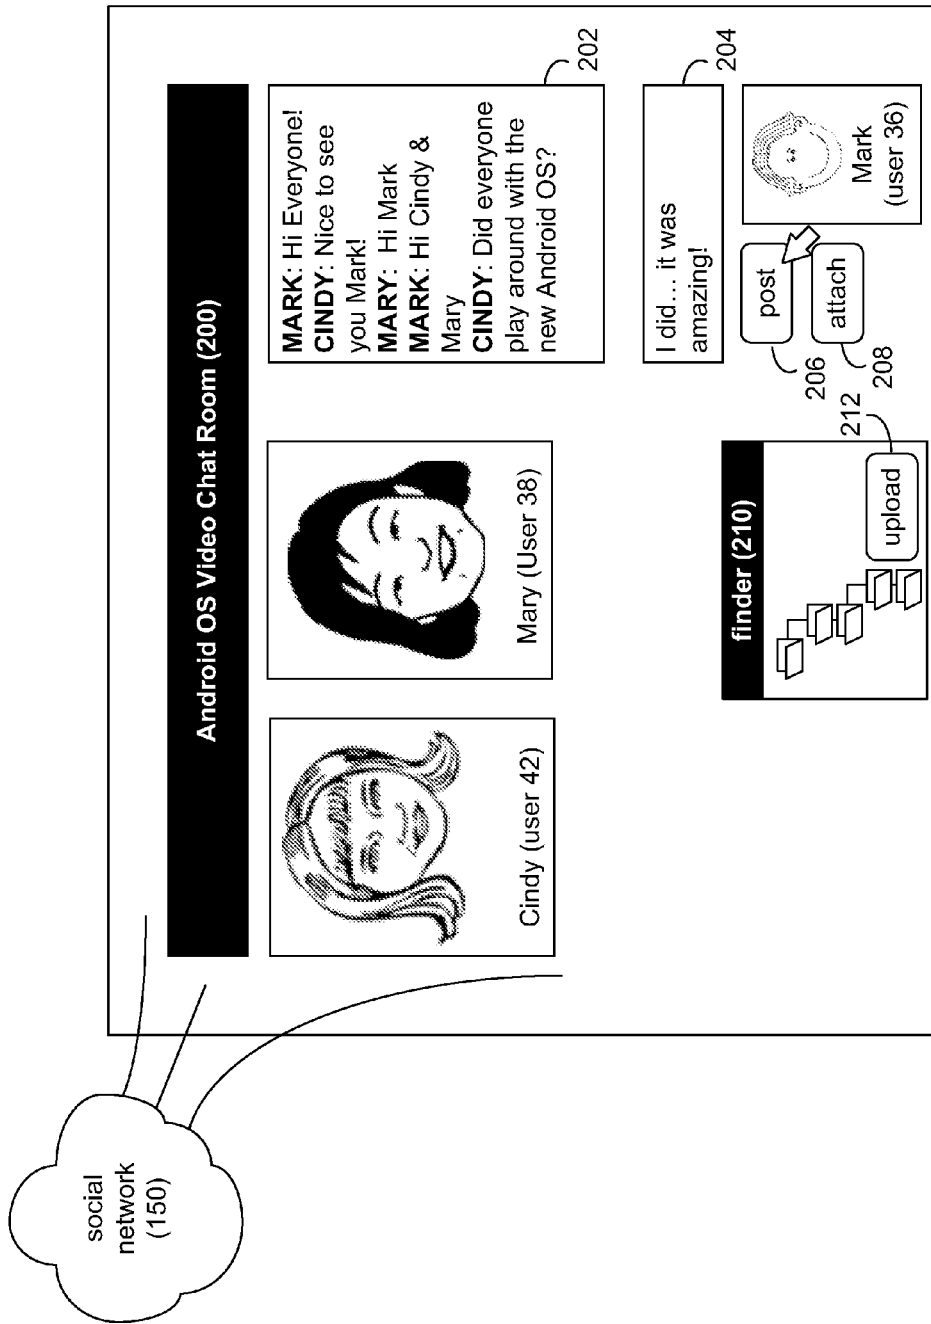 social
network
(150)
Android OS Video Chat Room (200)
Cindy (user 42)
Mary (User 38)
MARK: Hi Everyone!
CINDY: Nice to see
you Mark!
MARY: Hi Mark
MARK: Hi Cindy &
Mary
CINDY: Did everyone
play around with the
new Android OS?
202
I did... it was
amazing!
204
finder (210)
upload
212
post
206
attach
208
Mark
(user 36)